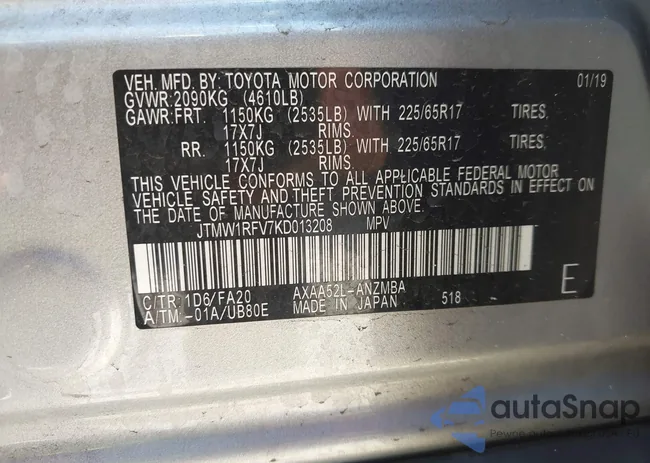 VEH. MFD. BY: TOYOTA MOTOR CORPORATION 01/19
GVWR: 2090KG (4610LB)
GAWR: FRT. 1150KG (2535LB) WITH 225/65R17 TIRES,
17X7J RIMS.
RR. 1150KG (2535LB) WITH 225/65R17 TIRES,
17X7J RIMS.
THIS VEHICLE CONFORMS TO ALL APPLICABLE FEDERAL MOTOR
VEHICLE SAFETY AND THEFT PREVENTION STANDARDS IN EFFECT ON
THE DATE OF MANUFACTURE SHOWN ABOVE.
JTMW1RFV7KD013208 MPV
C/TR: 1D6/FA20 AXAA52L-ANZMBA
A/TM: -01A/UB80E MADE IN JAPAN 518
E
autoSnap